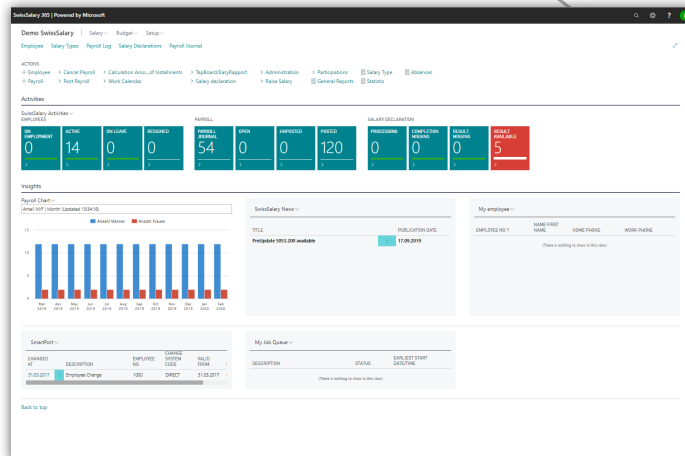 SwissSalary 365 | Powered by Microsoft
Demo SwissSalary Salary Budget Setup
Employee Salary Types Payroll Log Salary Declarations Payroll Journal
ACTIONS
+ Employee > Cancel Payroll > Calculation Amo...of Installments > TapBoard/EasyRapport > Administration > Participations Salary Type Absences
+ Payroll > Post Payroll > Work Calendar > Salary declaration > Raise Salary General Reports Statistic
Activities
SwissSalary Activities
EMPLOYEES PAYROLL SALARY DECLARATION
ON EMPLOYMENT ACTIVE ON LEAVE RESIGNED PAYROLL JOURNAL OPEN UNPOSTED POSTED PROCESSING COMPLETION MISSING RESULT MISSING RESULT AVAILABLE
0 14 0 0 54 0 0 120 0 0 0 5
Insights
Payroll Chart
Anteil M/F | Month (Updated 10:34:18)
Anzahl Männer Anzahl Frauen
15
10
5
0
Mar Apr May Jun Jul Aug Sep Oct Nov Dec Jan Feb
2019 2019 2019 2019 2019 2019 2019 2019 2019 2019 2020 2020
SwissSalary News
TITLE PUBLICATION DATE
PreUpdate 5053.200 available 17.09.2019
My employee
EMPLOYEE NO. NAME FIRST NAME HOME PHONE WORK PHONE
(There is nothing to show in this view)
SmartPort
CHANGED AT DESCRIPTION EMPLOYEE NO. CHANGE SYSTEM CODE VALID FROM
31.03.2017 Employee Change 1000 DIRECT 31.03.2017
My Job Queue
DESCRIPTION STATUS EARLIEST START DATE/TIME
(There is nothing to show in this view)
Back to top